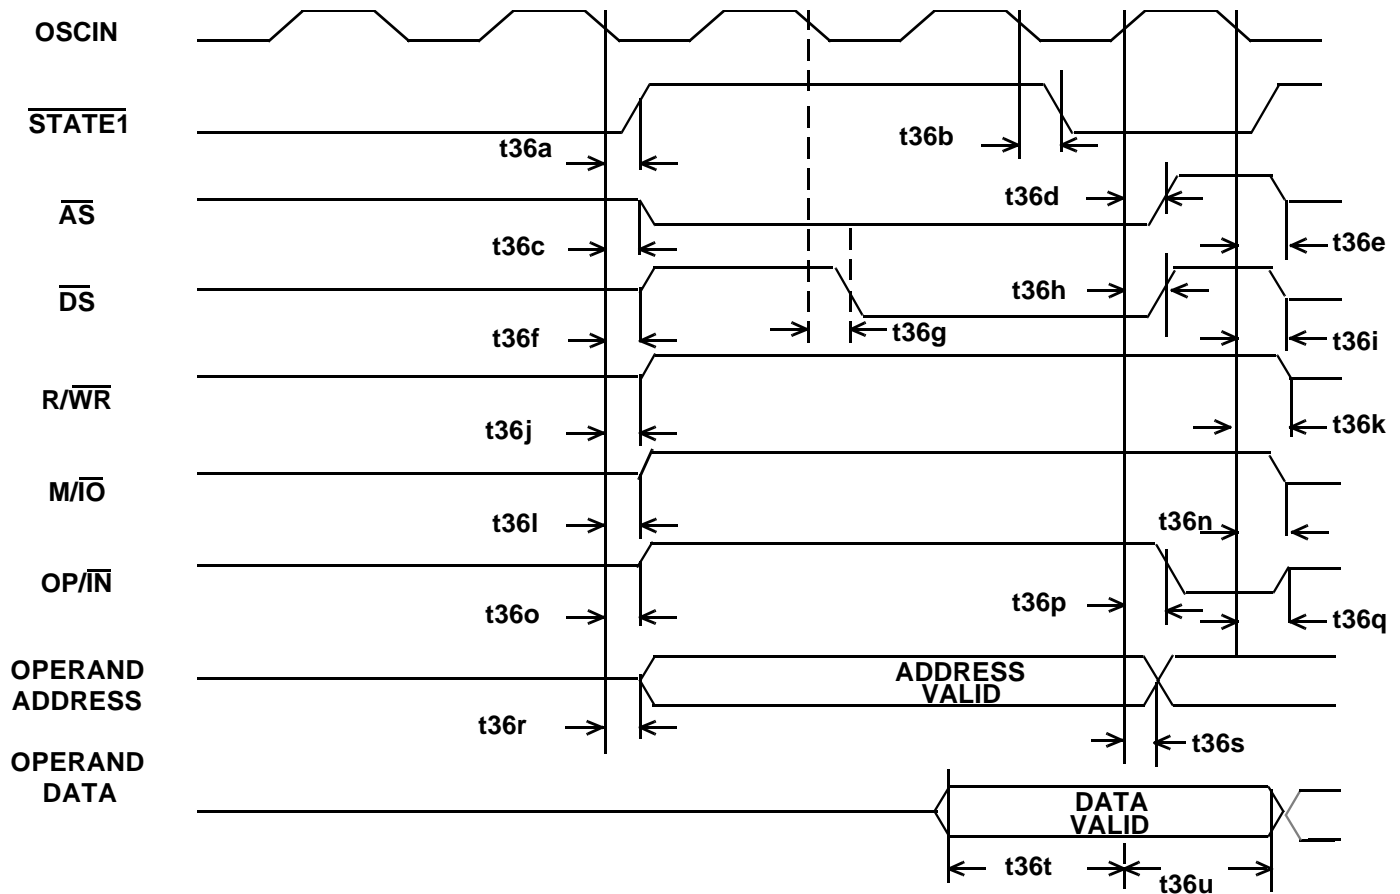 OSCIN
STATE1
t36a
t36b
AS
t36d
t36c
t36e
DS
t36h
t36f
t36g
t36i
R/WR
t36j
t36k
M/IO
t36l
t36n
OP/IN
t36o
t36p
t36q
OPERAND
ADDRESS
ADDRESS
VALID
t36r
t36s
OPERAND
DATA
DATA
VALID
t36t
t36u